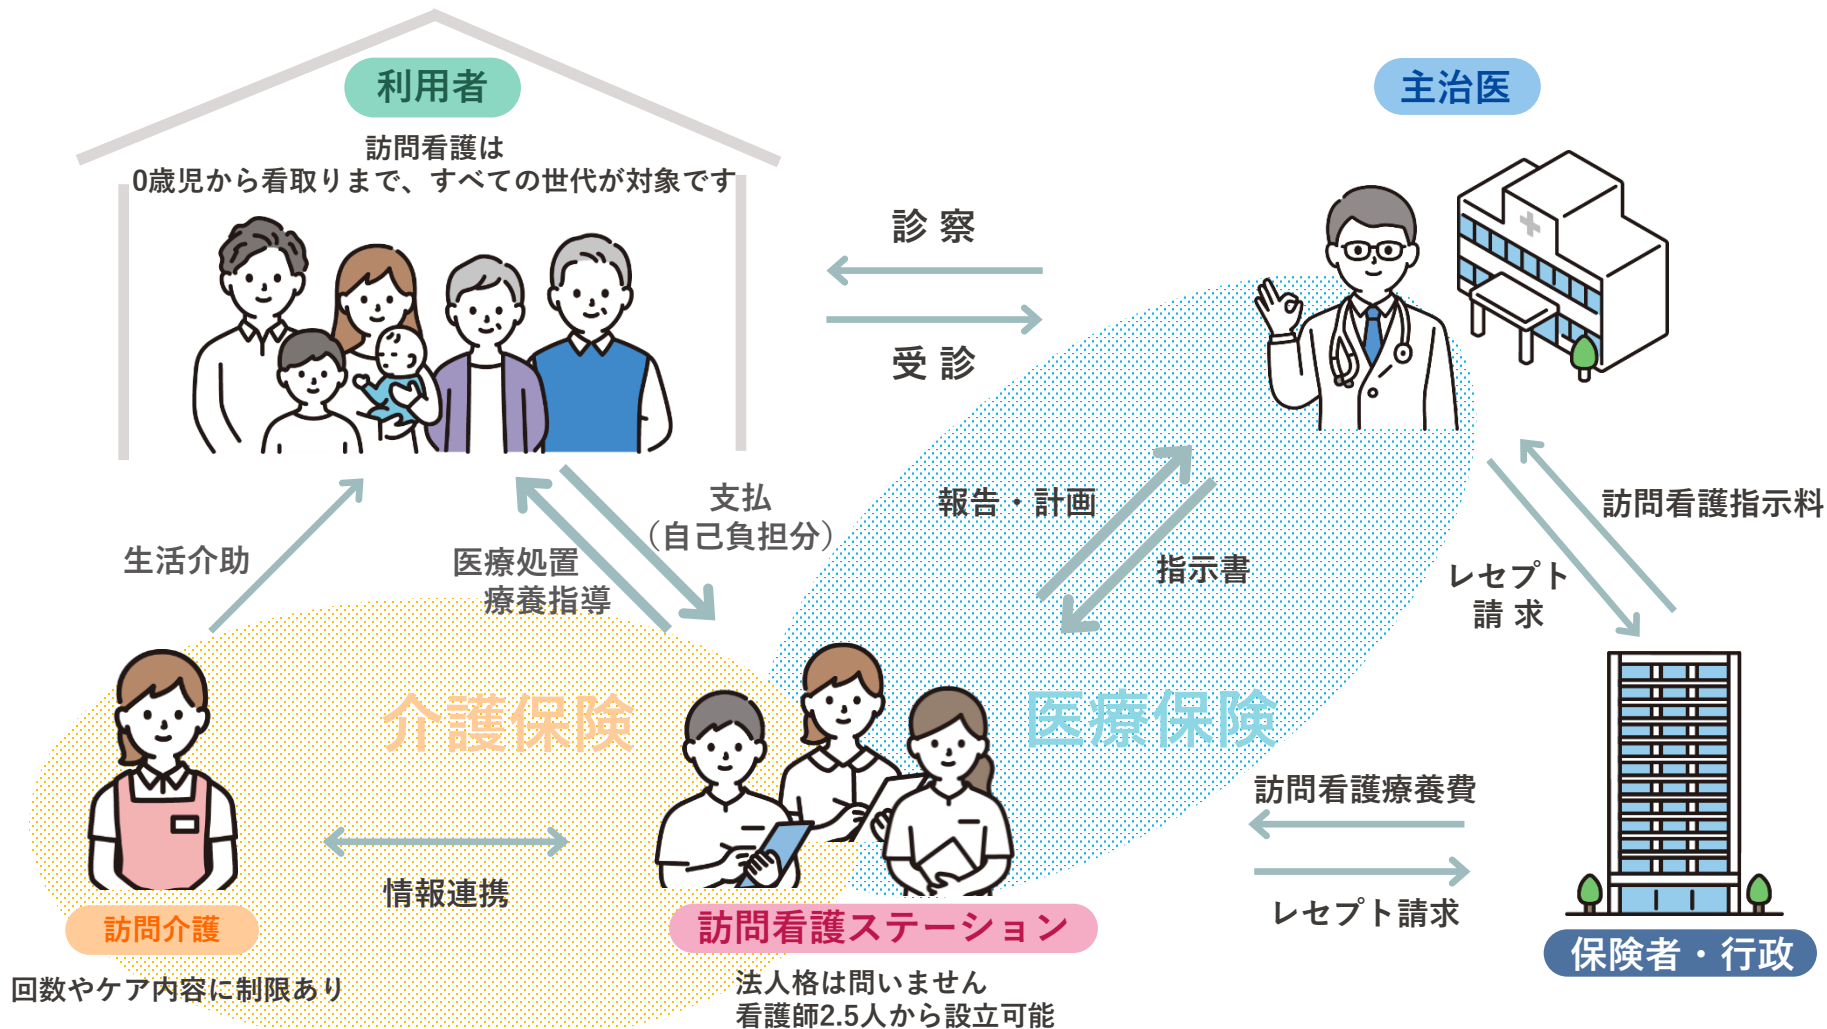 利用者
訪問看護は
0歳児から看取りまで、すべての世代が対象です
主治医
診 察
受 診
生活介助
医療処置
療養指導
支払
（自己負担分）
報告・計画
指示書
訪問看護指示料
レセプト
請 求
介護保険
医療保険
情報連携
訪問看護療養費
レセプト請求
訪問介護
回数やケア内容に制限あり
訪問看護ステーション
法人格は問いません
看護師2.5人から設立可能
保険者・行政